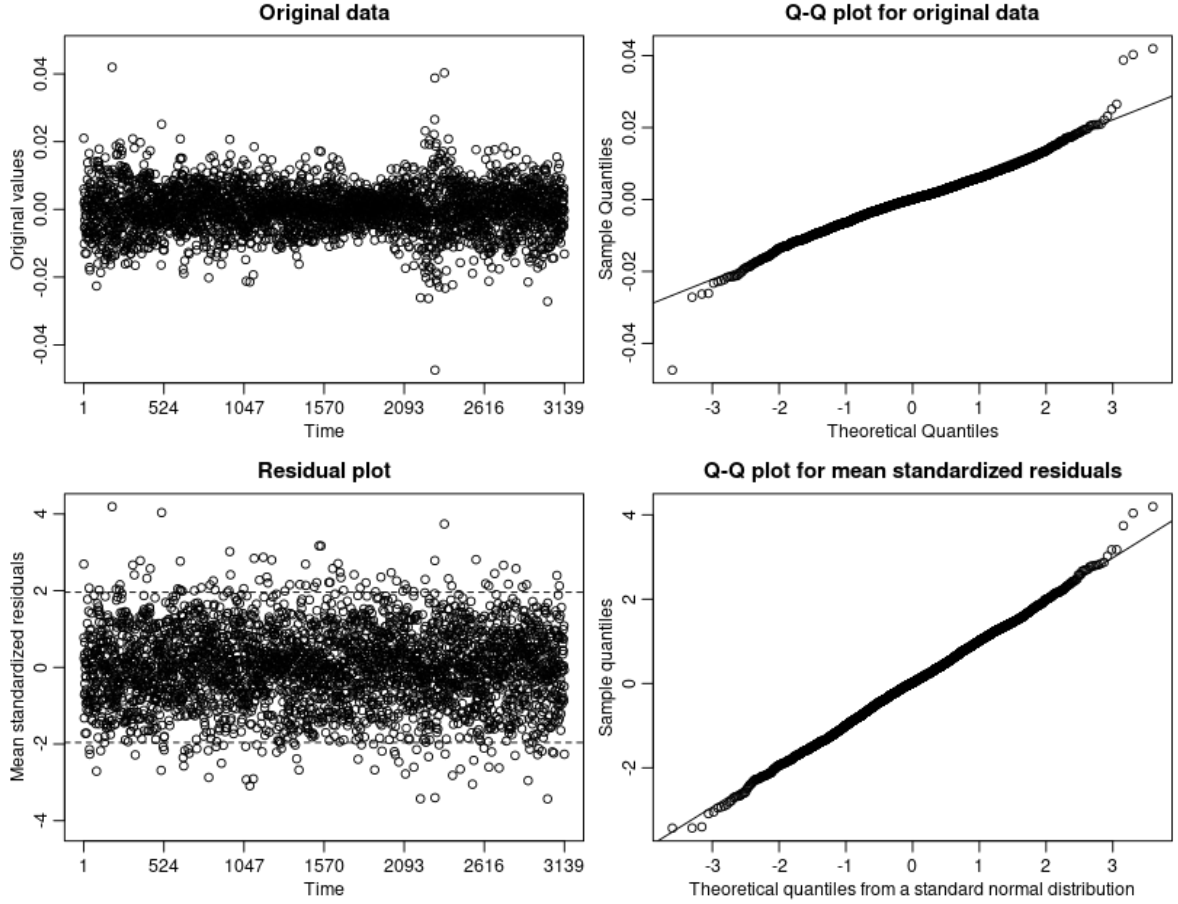 Original data
Original values
0.04
0.02
0.00
-0.02
-0.04
1 524 1047 1570 2093 2616 3139
Time
Q-Q plot for original data
Sample Quantiles
0.04
0.02
0.00
-0.02
-0.04
-3 -2 -1 0 1 2 3
Theoretical Quantiles
Residual plot
Mean standardized residuals
4
2
0
-2
-4
1 524 1047 1570 2093 2616 3139
Time
Q-Q plot for mean standardized residuals
Sample quantiles
4
2
0
-2
-3 -2 -1 0 1 2 3
Theoretical quantiles from a standard normal distribution